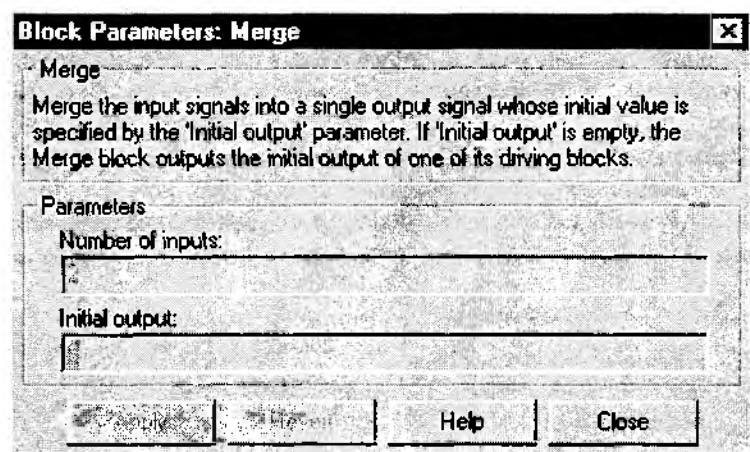 Block Parameters: Merge
Merge
Merge the input signals into a single output signal whose initial value is
specified by the 'Initial output' parameter. If 'Initial output' is empty, the
Merge block outputs the initial output of one of its driving blocks.
Parameters
Number of inputs:
Initial output:
Apply
Help
Close